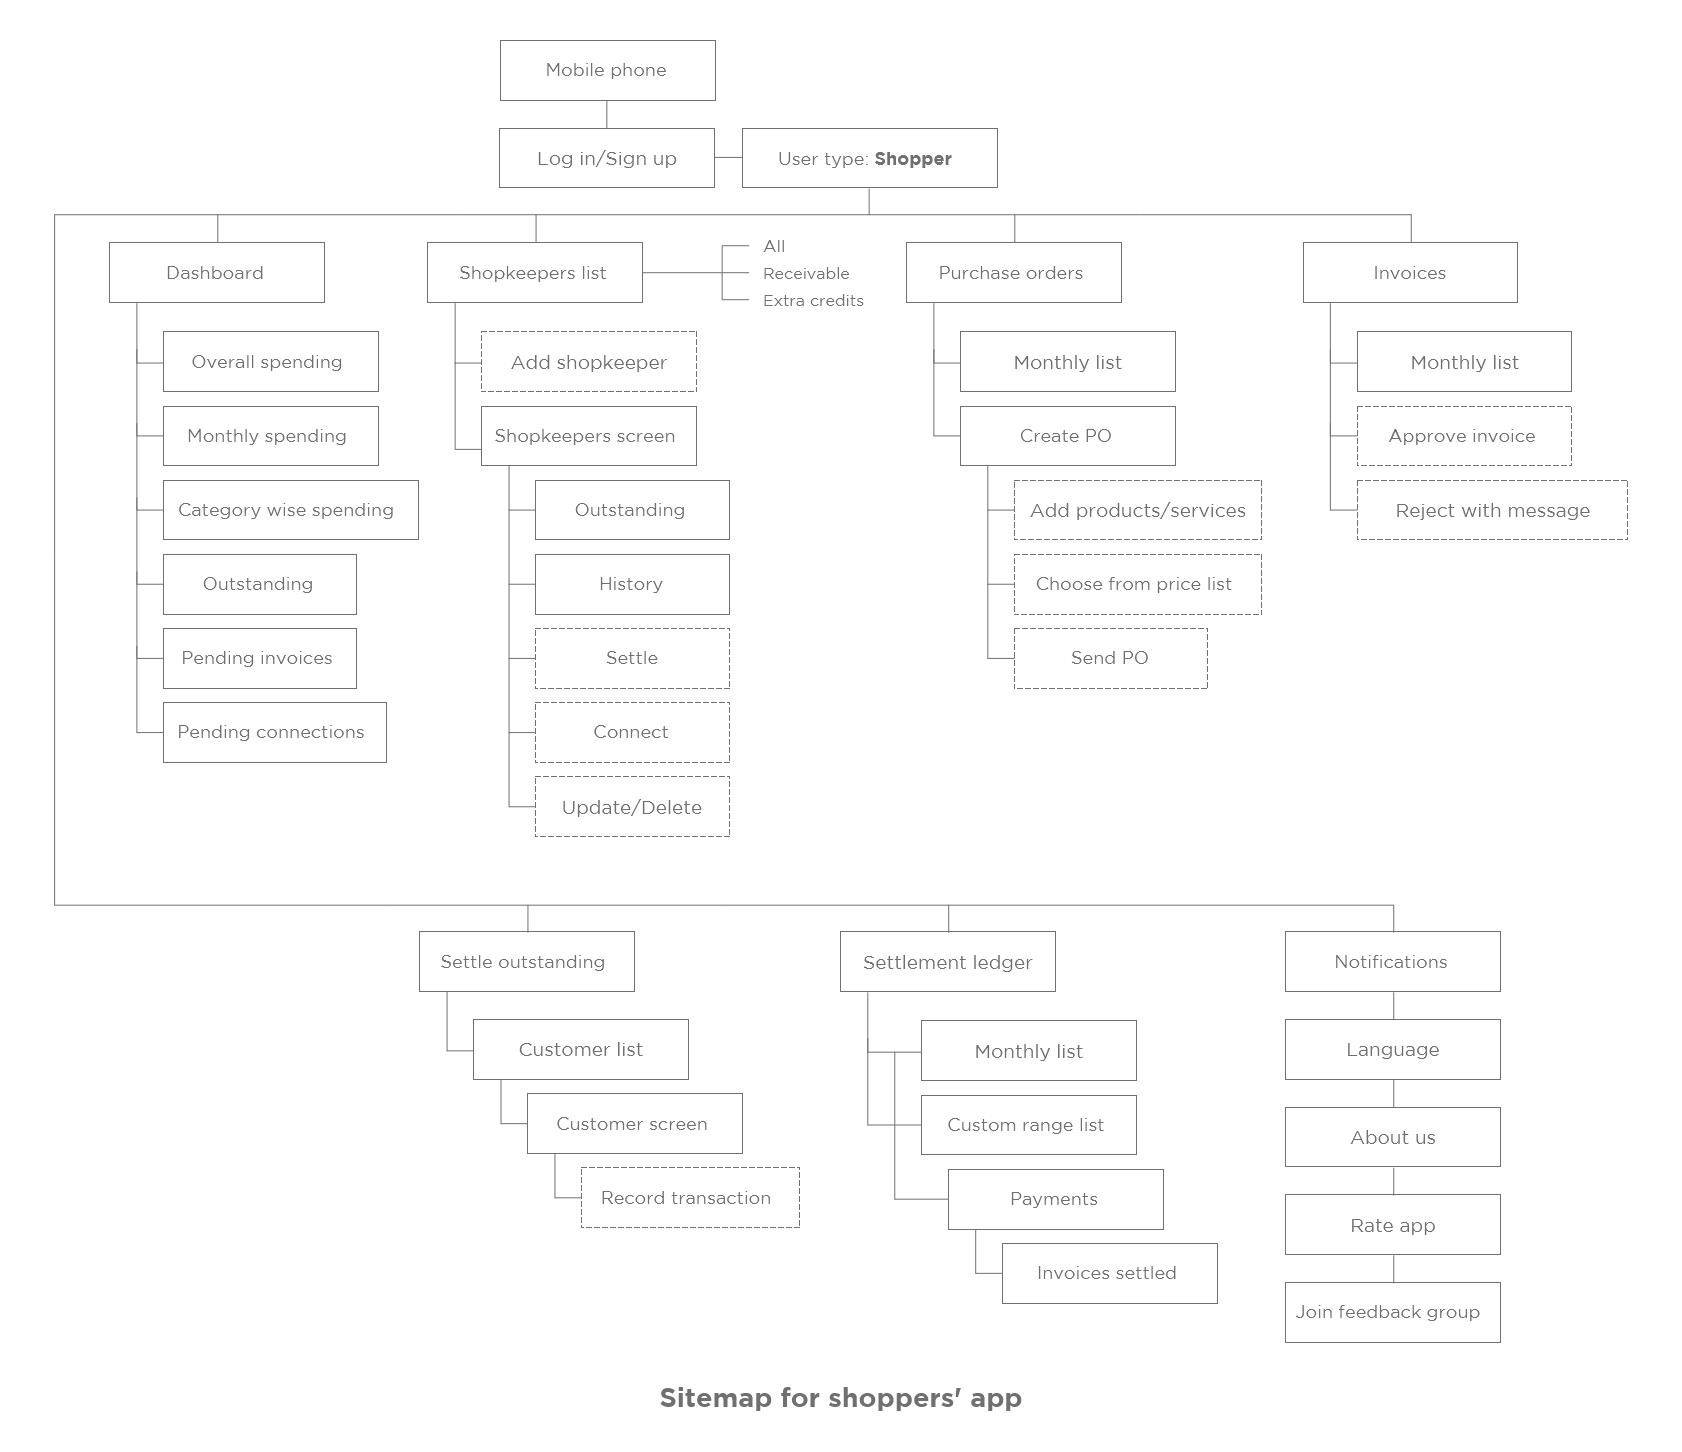 Mobile phone
Log in/Sign up
User type: Shopper
Dashboard
Overall spending
Monthly spending
Category wise spending
Outstanding
Pending invoices
Pending connections
Shopkeepers list
All
Receivable
Extra credits
Add shopkeeper
Shopkeepers screen
Outstanding
History
Settle
Connect
Update/Delete
Purchase orders
Monthly list
Create PO
Add products/services
Choose from price list
Send PO
Invoices
Monthly list
Approve invoice
Reject with message
Settle outstanding
Customer list
Customer screen
Record transaction
Settlement ledger
Monthly list
Custom range list
Payments
Invoices settled
Notifications
Language
About us
Rate app
Join feedback group
Sitemap for shoppers' app